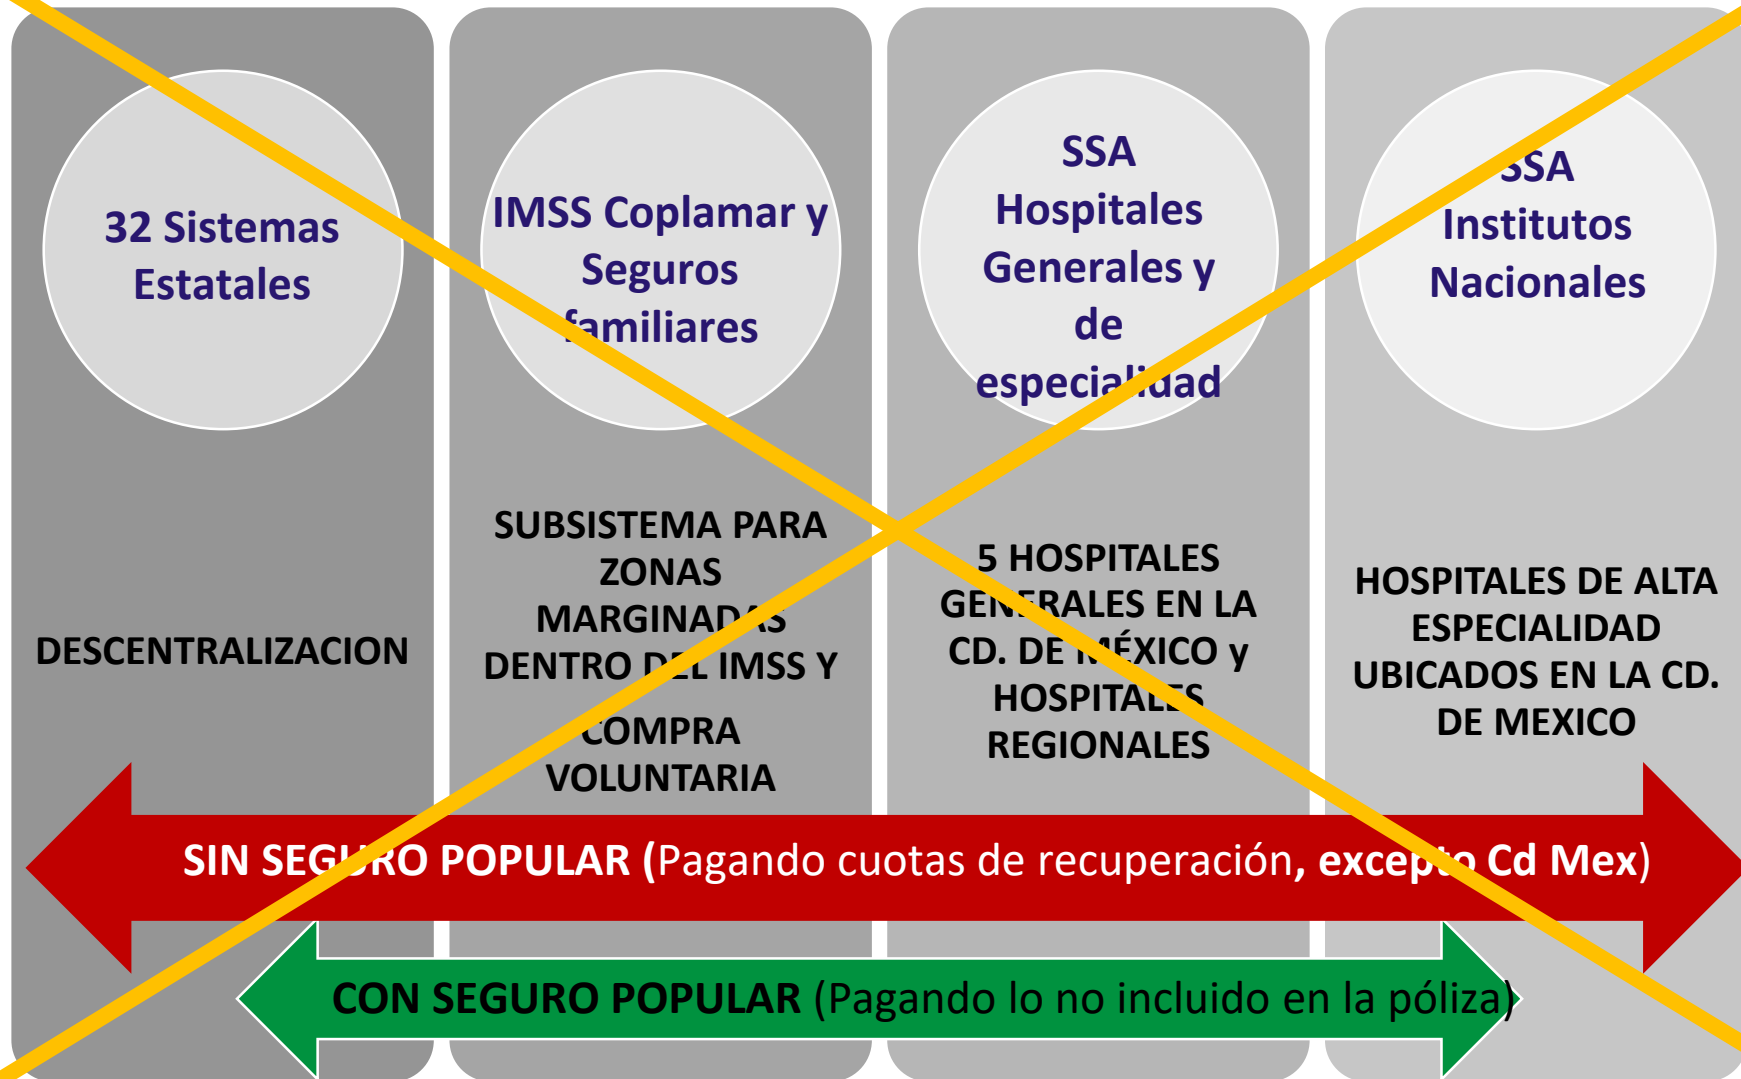 32 Sistemas
Estatales
DESCENTRALIZACION
IMSS Coplamar y
Seguros
familiares
SUBSISTEMA PARA
ZONAS
MARGINADAS
DENTRO DEL IMSS Y
COMPRA
VOLUNTARIA
SSA
Hospitales
Generales y
de
especialidad
5 HOSPITALES
GENERALES EN LA
CD. DE MÉXICO y
HOSPITALES
REGIONALES
SSA
Institutos
Nacionales
HOSPITALES DE ALTA
ESPECIALIDAD
UBICADOS EN LA CD.
DE MEXICO
SIN SEGURO POPULAR (Pagando cuotas de recuperación, excepto Cd Mex)
CON SEGURO POPULAR (Pagando lo no incluido en la póliza)